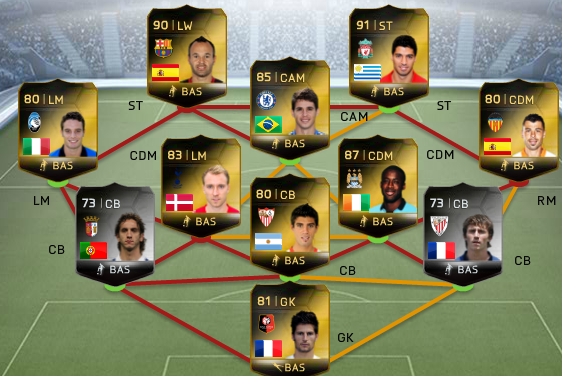 90 | LW
BAS
91 | ST
BAS
85 | CAM
BAS
80 | LM
BAS
80 | CDM
BAS
ST
CAM
ST
83 | LM
BAS
87 | CDM
BAS
CDM
CDM
73 | CB
BAS
80 | CB
BAS
73 | CB
BAS
LM
RM
CB
CB
CB
81 | GK
BAS
GK